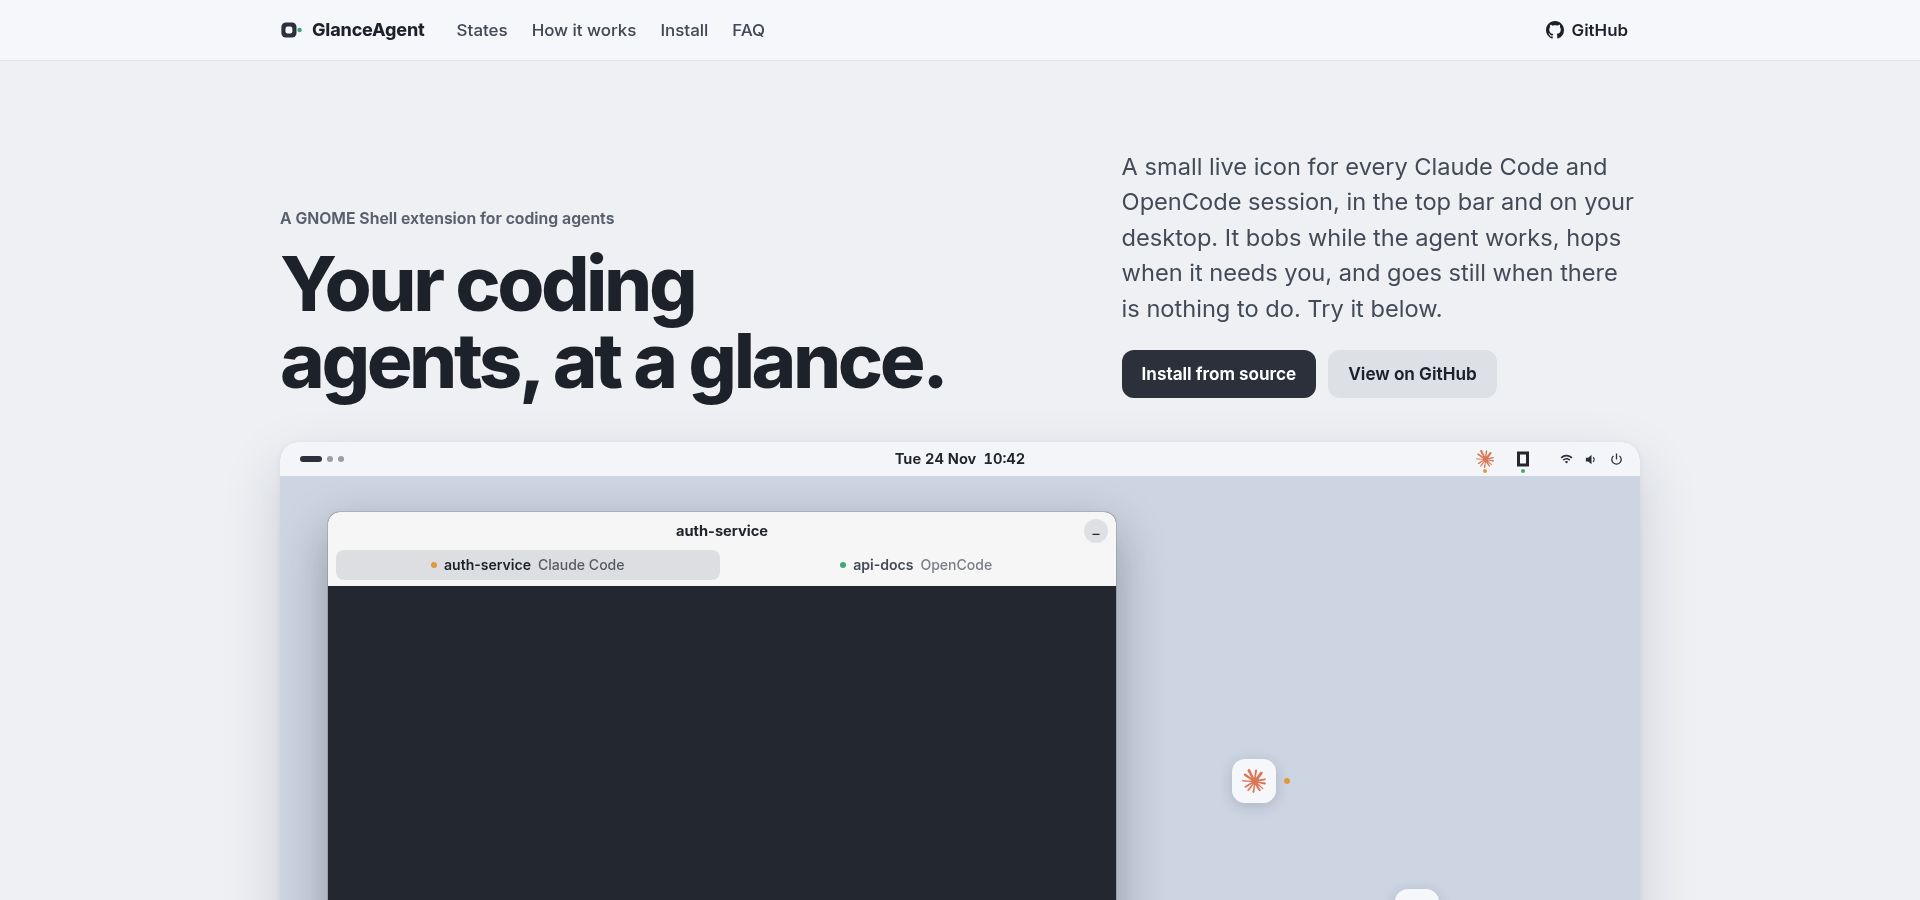 GlanceAgent
States
How it works
Install
FAQ
GitHub
A GNOME Shell extension for coding agents
Your coding
agents, at a glance.
A small live icon for every Claude Code and
OpenCode session, in the top bar and on your
desktop. It bobs while the agent works, hops
when it needs you, and goes still when there
is nothing to do. Try it below.
Install from source
View on GitHub
Tue 24 Nov 10:42
auth-service
auth-service Claude Code
api-docs OpenCode